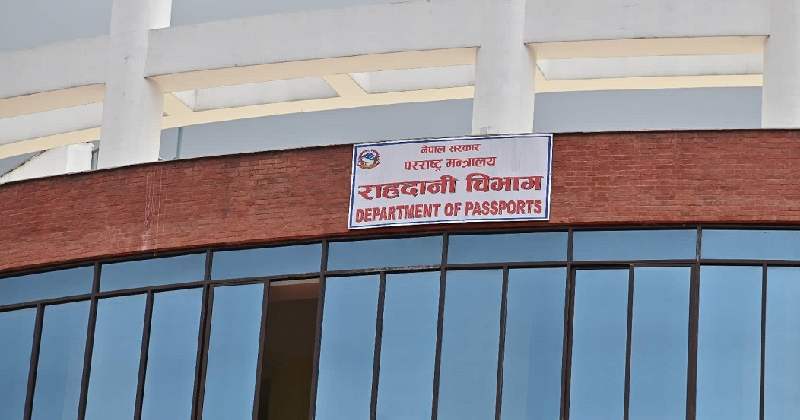 नेपाल सरकार
परराष्ट्र मन्त्रालय
राहदानी विभाग
DEPARTMENT OF PASSPORTS